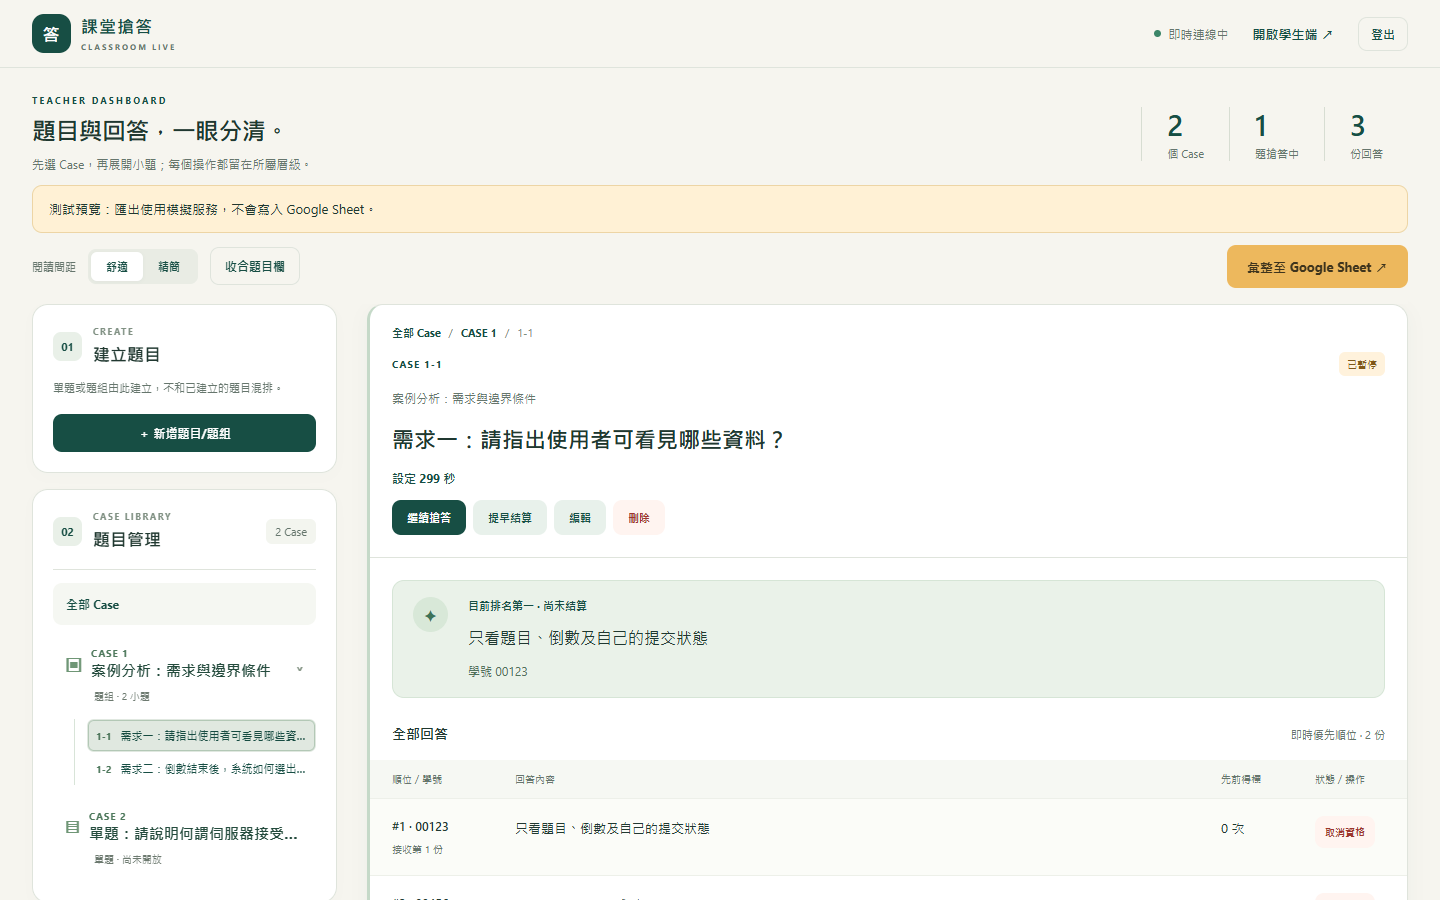 答
課堂搶答
CLASSROOM LIVE
即時連線中
開啟學生端 ↗
登出
TEACHER DASHBOARD
題目與回答，一眼分清。
先選 Case，再展開小題；每個操作都留在所屬層級。
2
個 Case
1
題搶答中
3
份回答
測試預覽：匯出使用模擬服務，不會寫入 Google Sheet。
閱讀間距
舒適
精簡
收合題目欄
彙整至 Google Sheet ↗
01
CREATE
建立題目
單題或題組由此建立，不和已建立的題目混排。
+ 新增題目/題組
02
CASE LIBRARY
題目管理
2 Case
全部 Case
CASE 1
案例分析：需求與邊界條件
題組 · 2 小題
1-1 需求一：請指出使用者可看見哪些資...
1-2 需求二：倒數結束後，系統如何選出...
CASE 2
單題：請說明何謂伺服器接受...
單題 · 尚未開放
全部 Case / CASE 1 / 1-1
CASE 1-1
已暫停
案例分析：需求與邊界條件
需求一：請指出使用者可看見哪些資料？
設定 299 秒
繼續搶答
提早結算
編輯
刪除
✦
目前排名第一 · 尚未結算
只看題目、倒數及自己的提交狀態
學號 00123
全部回答
即時優先順位 · 2 份
順位 / 學號
回答內容
先前得標
狀態 / 操作
#1 · 00123
接收第 1 份
只看題目、倒數及自己的提交狀態
0 次
取消資格